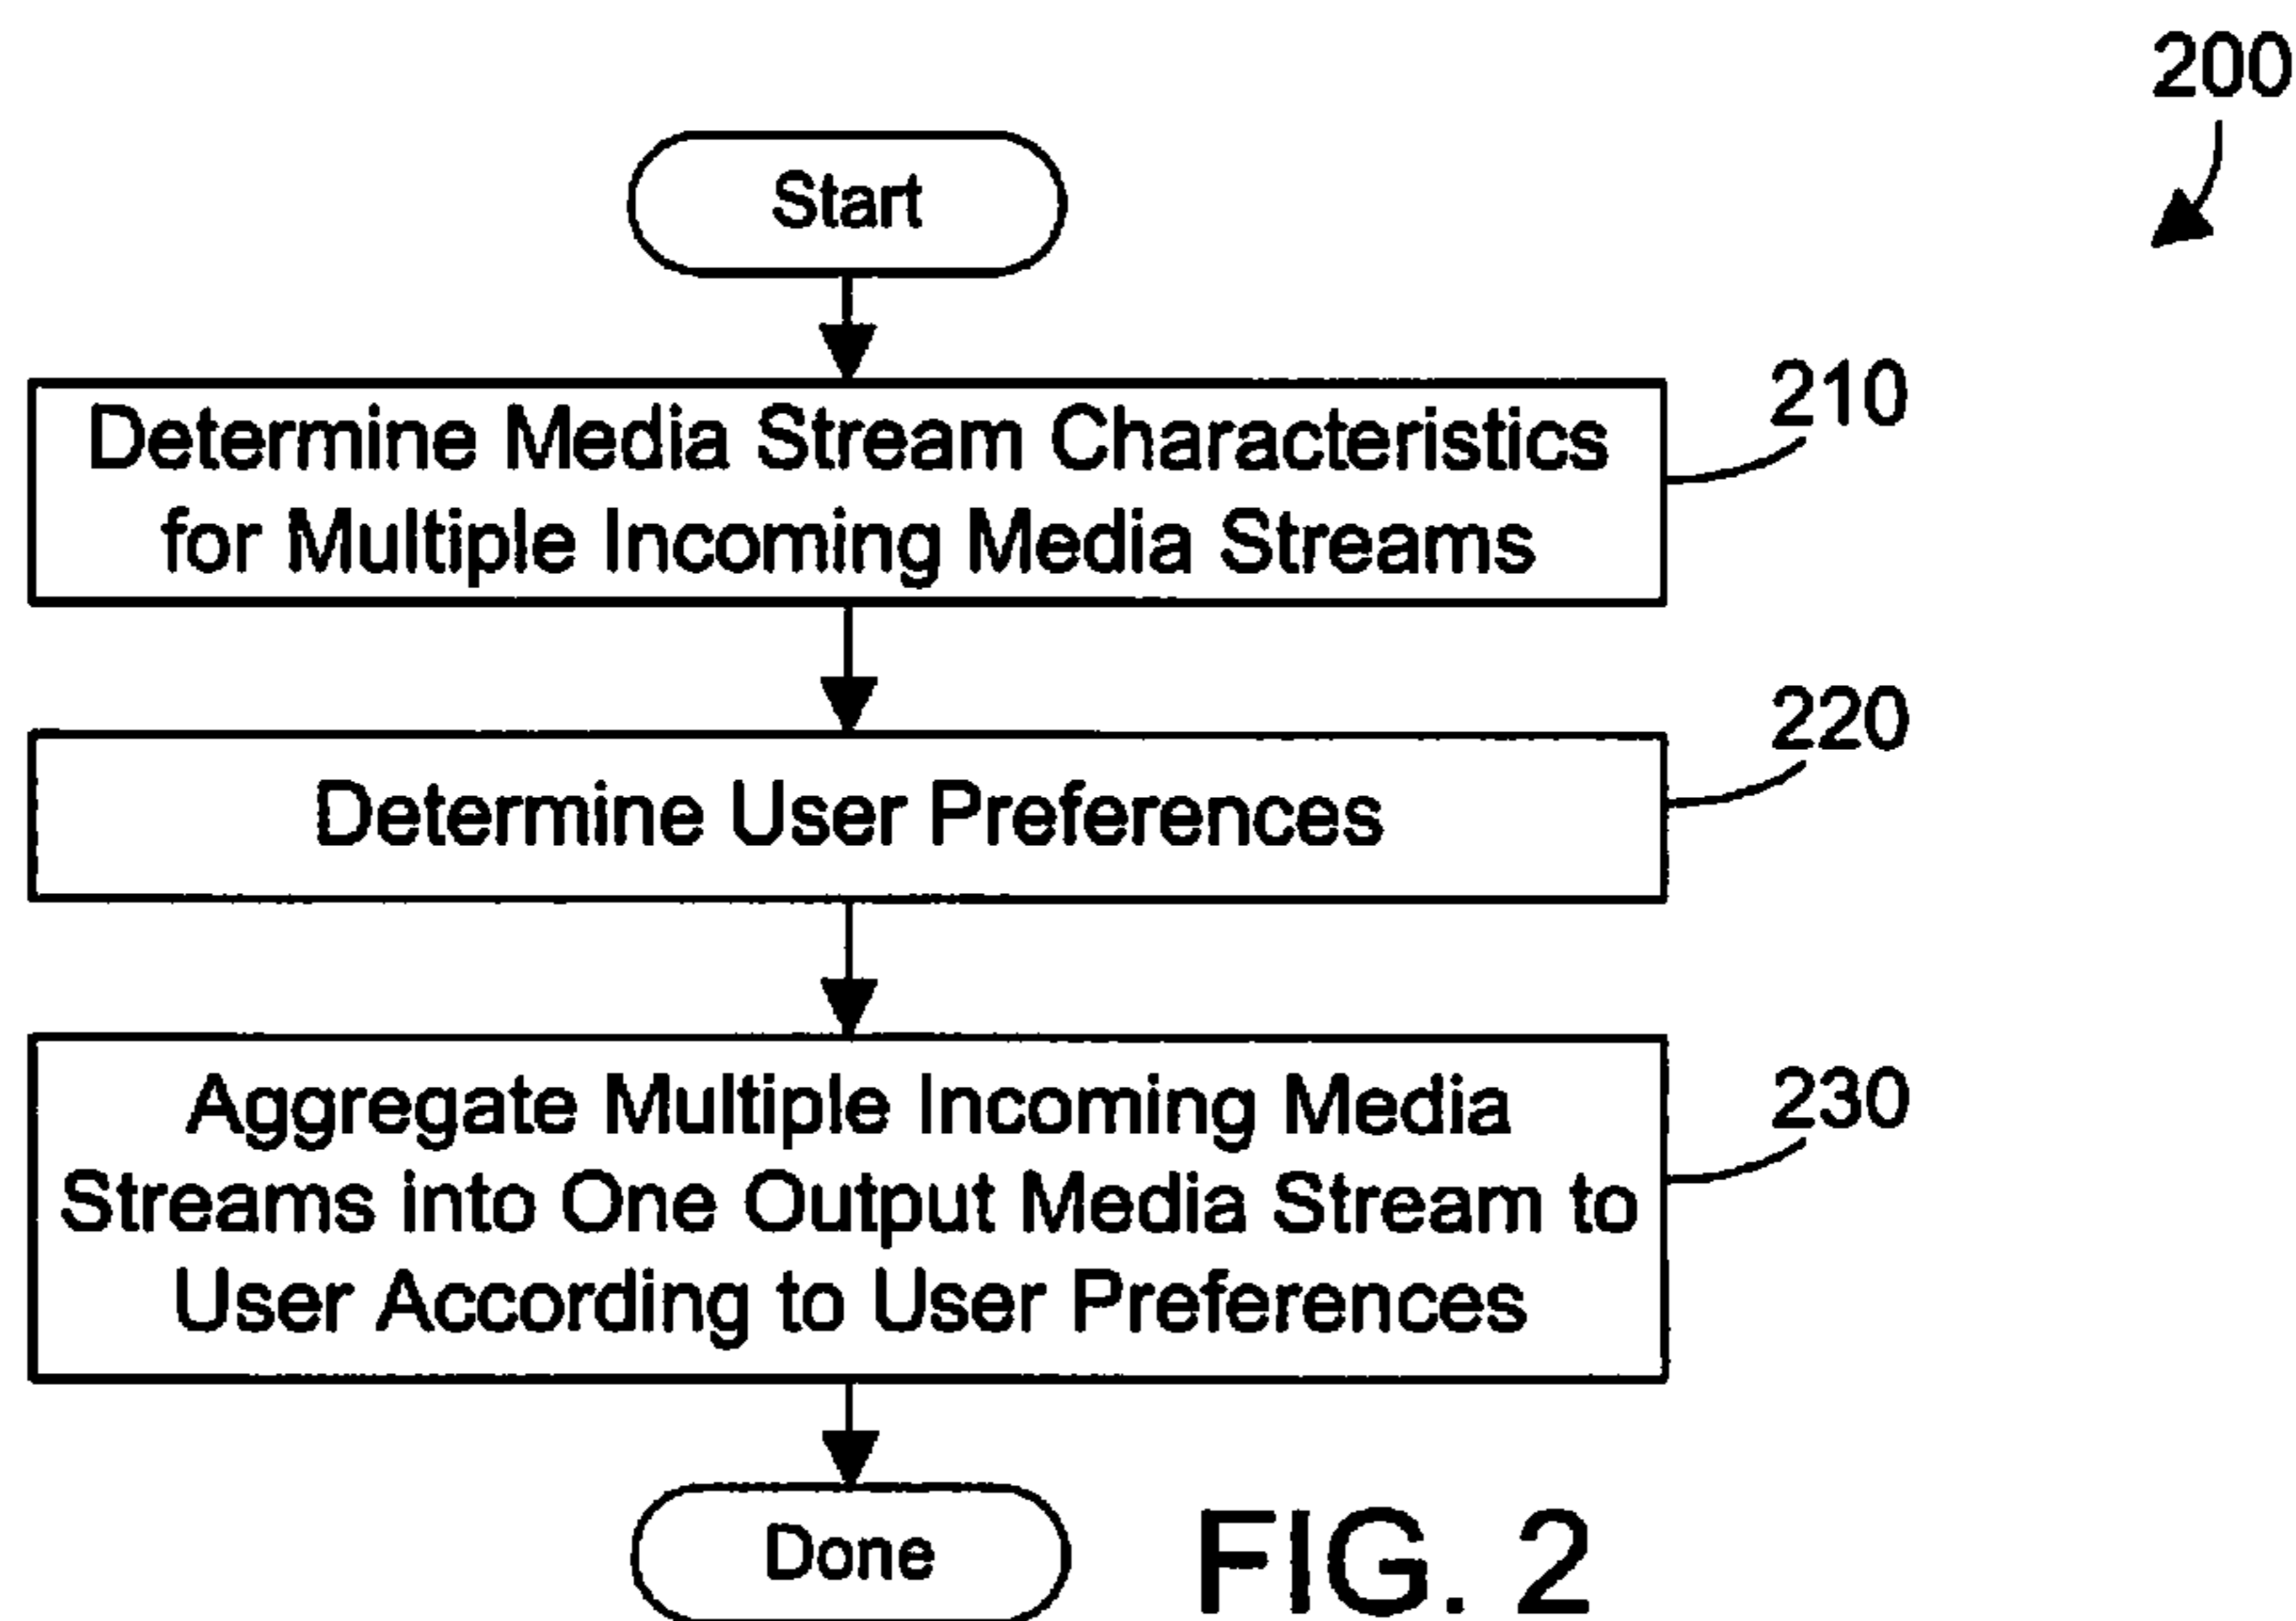 200
Start
Determine Media Stream Characteristics
for Multiple Incoming Media Streams
210
Determine User Preferences
220
Aggregate Multiple Incoming Media
Streams into One Output Media Stream to
User According to User Preferences
230
Done
FIG. 2